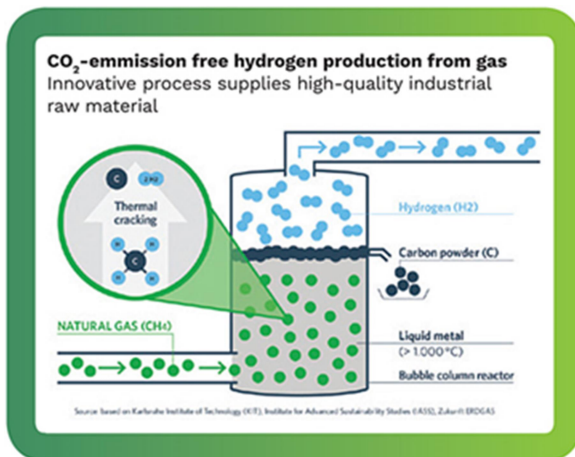 CO₂-emmission free hydrogen production from gas
Innovative process supplies high-quality industrial
raw material
C
2 H2
Thermal
cracking
H
H
C
H
H
Hydrogen (H2)
Carbon powder (C)
NATURAL GAS (CH4)
Liquid metal
(> 1.000 °C)
Bubble column reactor
Source: based on Karlsruhe Institute of Technology (KIT), Institute for Advanced Sustainability Studies (IASS), Zukunft ERDGAS